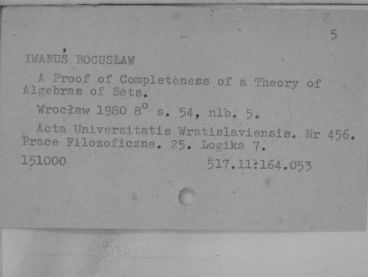 5
IWANUŚ BOGUSŁAW
A Proof of Completeness of a Theory of
Algebras of Sets.
Wrocław 1980 8° s. 54, nlb. 5.
Acta Universitatis Wratislaviensis. Nr 456.
Prace Filozoficzne. 25. Logika 7.
151000 517.11:164.053